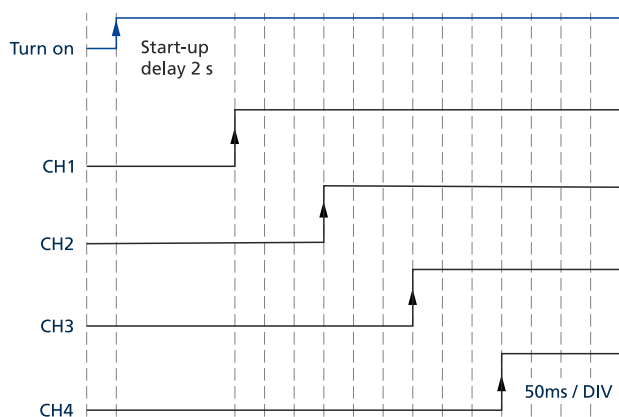 Turn on
Start-up
delay 2 s
CH1
CH2
CH3
CH4
50ms / DIV